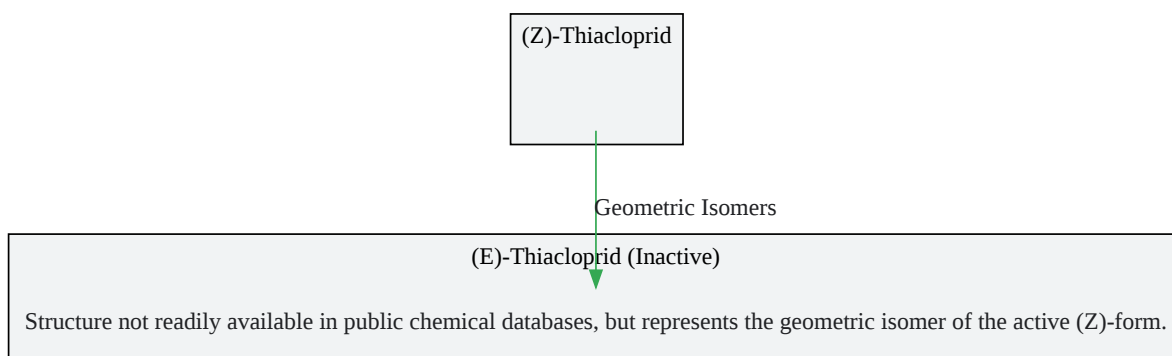 (Z)-Thiacloprid
Geometric Isomers
(E)-Thiacloprid (Inactive)
Structure not readily available in public chemical databases, but represents the geometric isomer of the active (Z)-form.